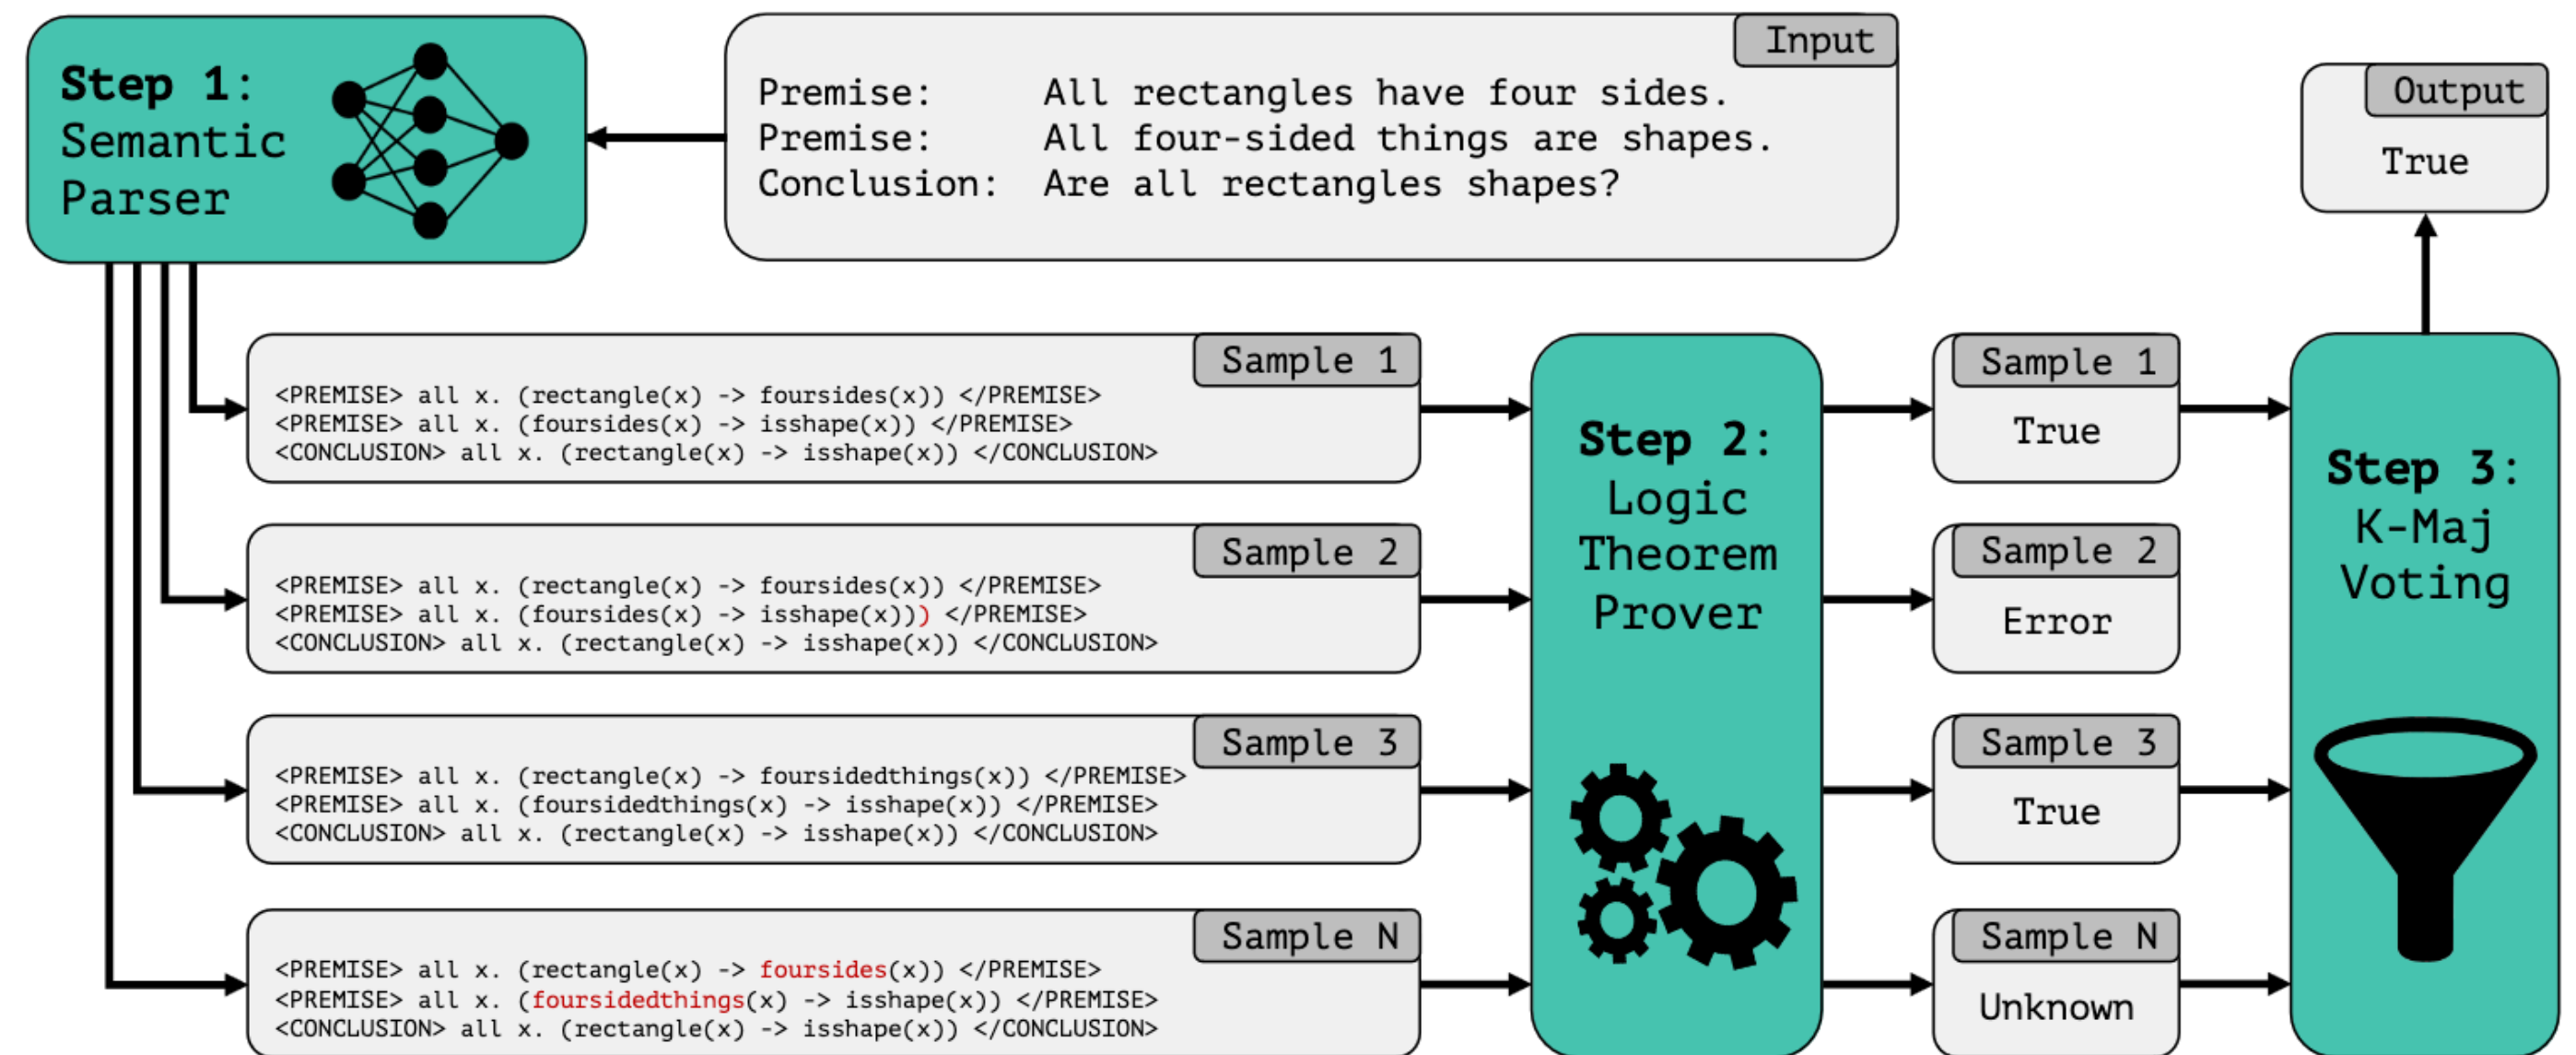 Step 1:
Semantic
Parser
Input
Premise: All rectangles have four sides.
Premise: All four-sided things are shapes.
Conclusion: Are all rectangles shapes?
Output
True
Sample 1
<PREMISE> all x. (rectangle(x) -> foursides(x)) </PREMISE>
<PREMISE> all x. (foursides(x) -> isshape(x)) </PREMISE>
<CONCLUSION> all x. (rectangle(x) -> isshape(x)) </CONCLUSION>
Sample 2
<PREMISE> all x. (rectangle(x) -> foursides(x)) </PREMISE>
<PREMISE> all x. (foursides(x) -> isshape(x))) </PREMISE>
<CONCLUSION> all x. (rectangle(x) -> isshape(x)) </CONCLUSION>
Sample 3
<PREMISE> all x. (rectangle(x) -> foursidedthings(x)) </PREMISE>
<PREMISE> all x. (foursidedthings(x) -> isshape(x)) </PREMISE>
<CONCLUSION> all x. (rectangle(x) -> isshape(x)) </CONCLUSION>
Sample N
<PREMISE> all x. (rectangle(x) -> foursides(x)) </PREMISE>
<PREMISE> all x. (foursidedthings(x) -> isshape(x)) </PREMISE>
<CONCLUSION> all x. (rectangle(x) -> isshape(x)) </CONCLUSION>
Step 2:
Logic
Theorem
Prover
Sample 1
True
Sample 2
Error
Sample 3
True
Sample N
Unknown
Step 3:
K-Maj
Voting